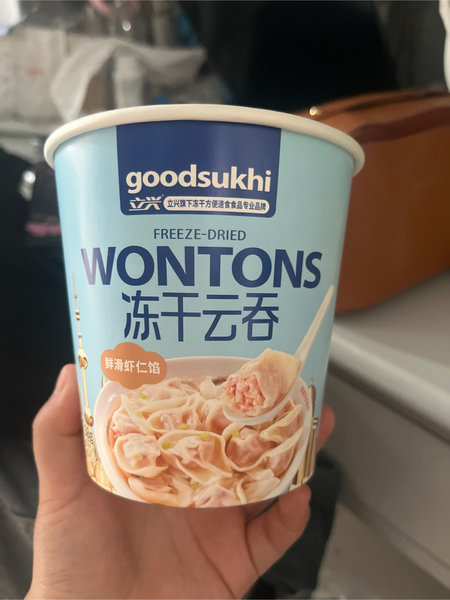 goodsukhi
立兴 立兴旗下冻干方便速食食品专业品牌
FREEZE-DRIED
WONTONS
冻干云吞
鲜滑虾仁馅